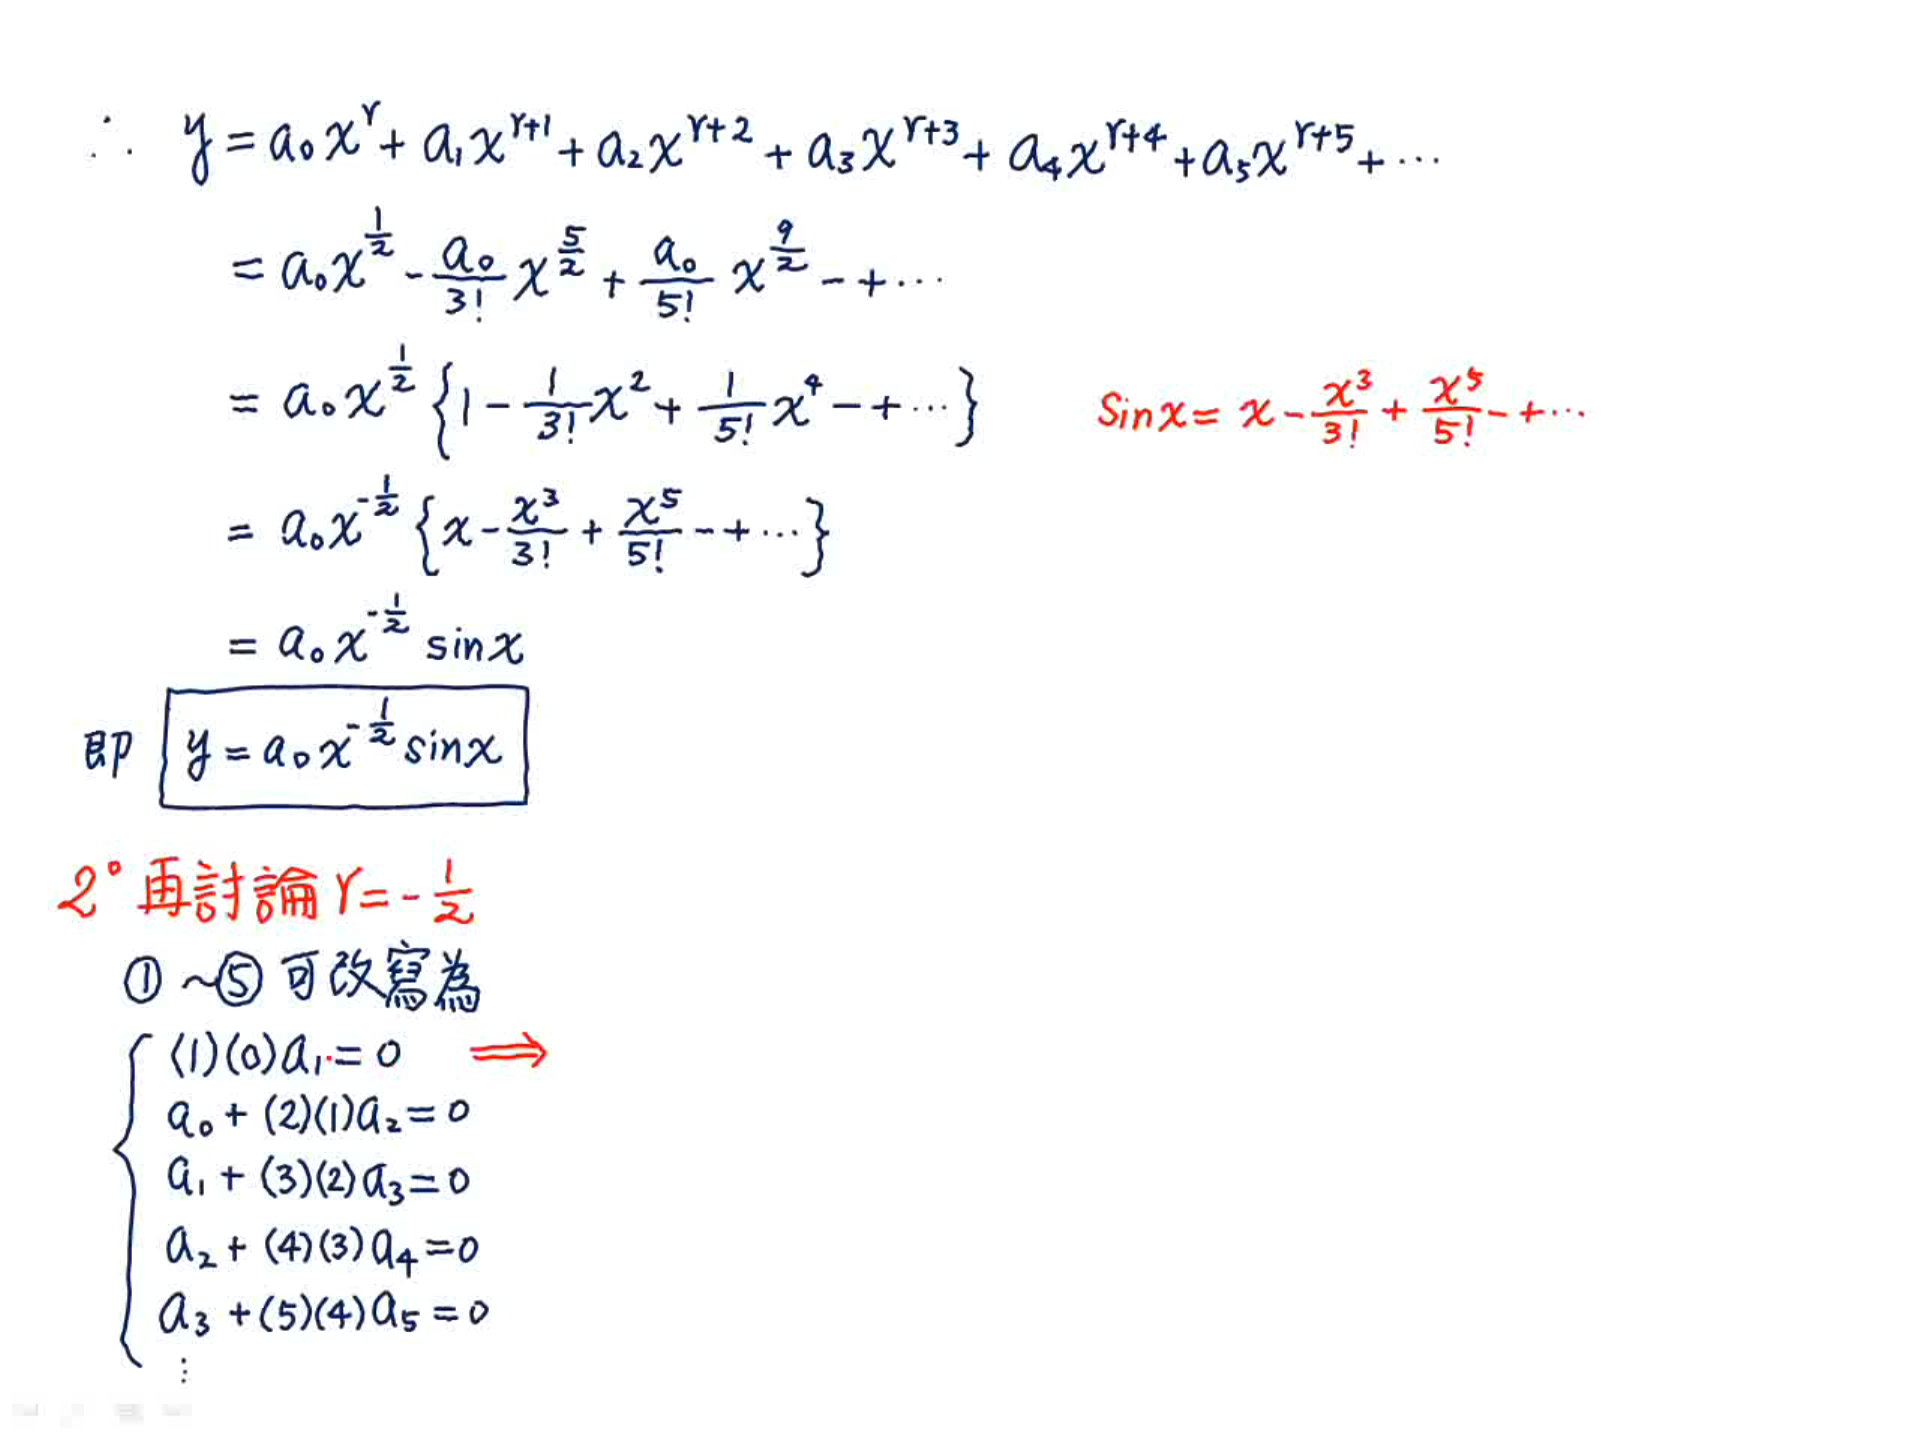 ∴ y = a₀x^r + a₁x^(r+1) + a₂x^(r+2) + a₃x^(r+3) + a₄x^(r+4) + a₅x^(r+5) + ⋯
= a₀x^(1/2) - (a₀/3!) x^(5/2) + (a₀/5!) x^(9/2) - + ⋯
= a₀x^(1/2) {1 - (1/3!)x² + (1/5!)x⁴ - + ⋯}
sinx = x - x³/3! + x⁵/5! - + ⋯
= a₀x^(-1/2) {x - x³/3! + x⁵/5! - + ⋯}
= a₀x^(-1/2) sinx
即 y = a₀x^(-1/2) sinx
2° 再討論 r = -1/2
① ~ ⑤ 可改寫為
(1)(0)a₁ = 0 ⟹
a₀ + (2)(1)a₂ = 0
a₁ + (3)(2)a₃ = 0
a₂ + (4)(3)a₄ = 0
a₃ + (5)(4)a₅ = 0
⋮